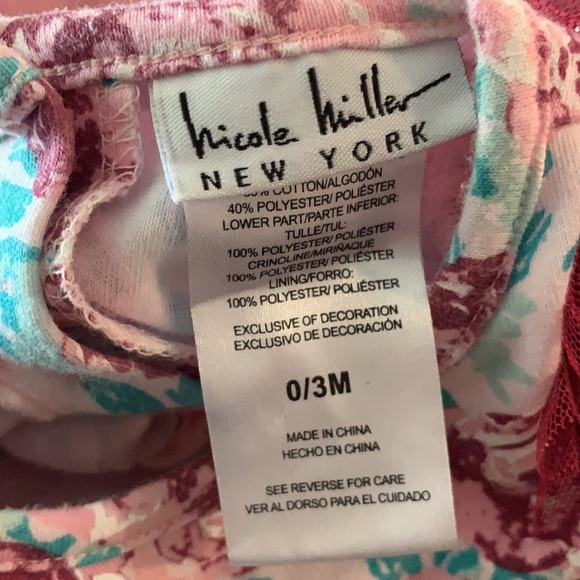 Nicole Miller
NEW YORK
COTTON/ALGODÓN
40% POLYESTER/ POLIÉSTER
LOWER PART/PARTE INFERIOR:
TULLE/TUL:
100% POLYESTER/ POLIÉSTER
CRINOLINE/MIRIÑAQUE
100% POLYESTER/ POLIÉSTER
LINING/FORRO:
100% POLYESTER/ POLIÉSTER
EXCLUSIVE OF DECORATION
EXCLUSIVO DE DECORACIÓN
0/3M
MADE IN CHINA
HECHO EN CHINA
SEE REVERSE FOR CARE
VER AL DORSO PARA EL CUIDADO